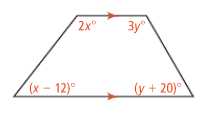 2x° 3y°
(x − 12)° (y + 20)°